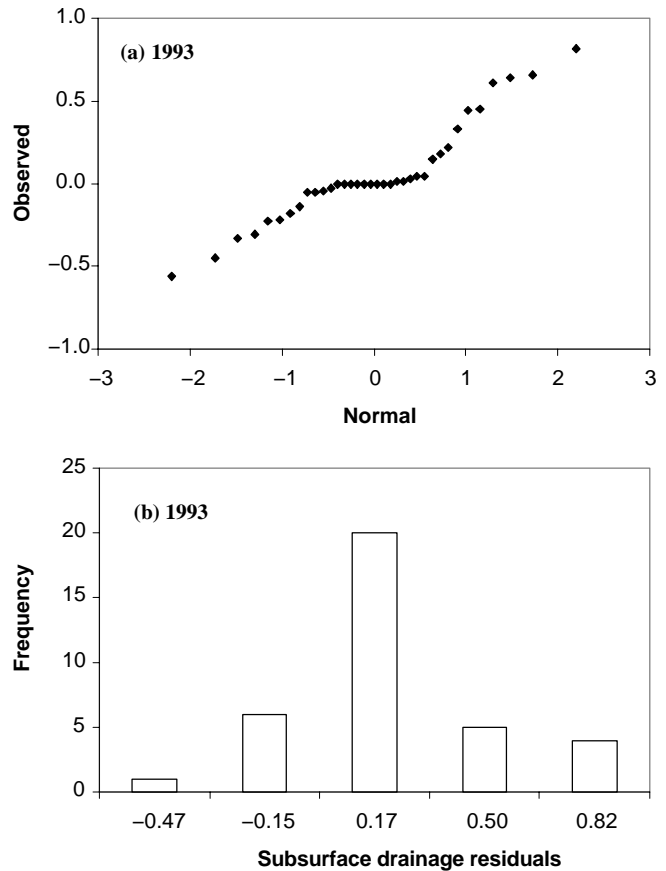 (a) 1993
1.0
0.5
0.0
−0.5
−1.0
Observed
−3 −2 −1 0 1 2 3
Normal
(b) 1993
25
20
15
10
5
0
Frequency
−0.47 −0.15 0.17 0.50 0.82
Subsurface drainage residuals